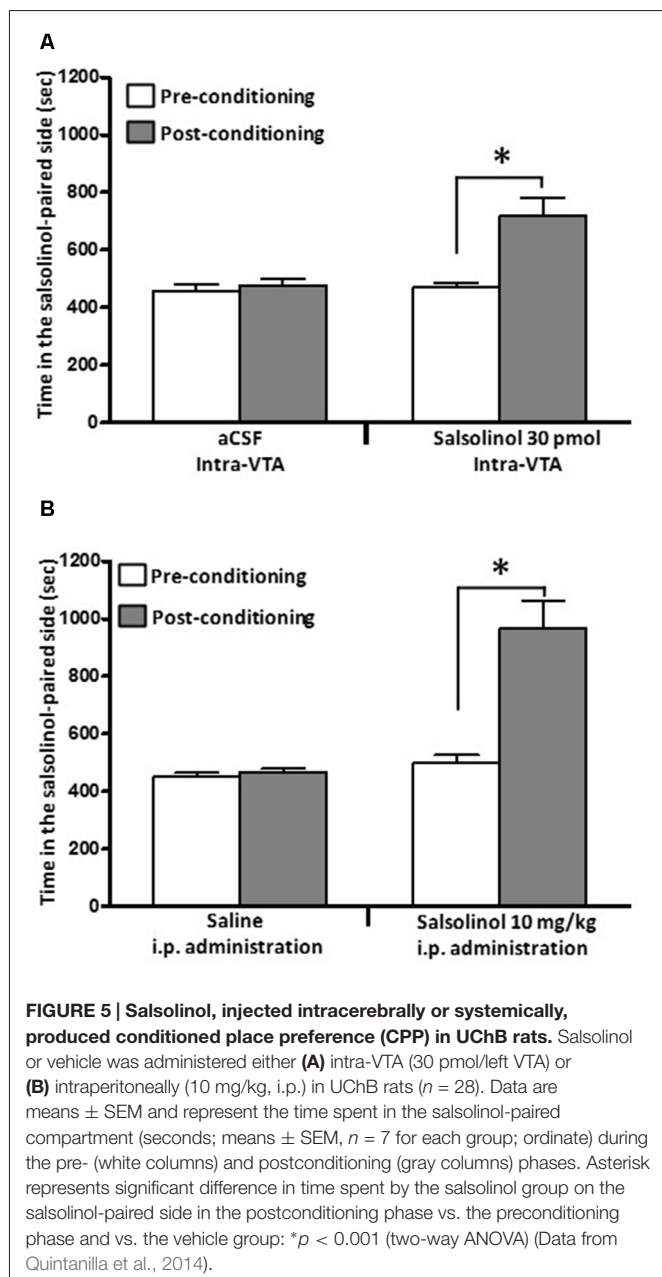 A
1200
1000
800
600
400
200
0
Time in the salsolinol-paired side (sec)
Pre-conditioning
Post-conditioning
*
aCSF
Intra-VTA
Salsolinol 30 pmol
Intra-VTA
B
1200
1000
800
600
400
200
0
Time in the salsolinol-paired side (sec)
Pre-conditioning
Post-conditioning
*
Saline
i.p. administration
Salsolinol 10 mg/kg
i.p. administration
FIGURE 5 | Salsolinol, injected intracerebrally or systemically,
produced conditioned place preference (CPP) in UChB rats. Salsolinol
or vehicle was administered either (A) intra-VTA (30 pmol/left VTA) or
(B) intraperitoneally (10 mg/kg, i.p.) in UChB rats (n = 28). Data are
means ± SEM and represent the time spent in the salsolinol-paired
compartment (seconds; means ± SEM, n = 7 for each group; ordinate) during
the pre- (white columns) and postconditioning (gray columns) phases. Asterisk
represents significant difference in time spent by the salsolinol group on the
salsolinol-paired side in the postconditioning phase vs. the preconditioning
phase and vs. the vehicle group: *p < 0.001 (two-way ANOVA) (Data from
Quintanilla et al., 2014).